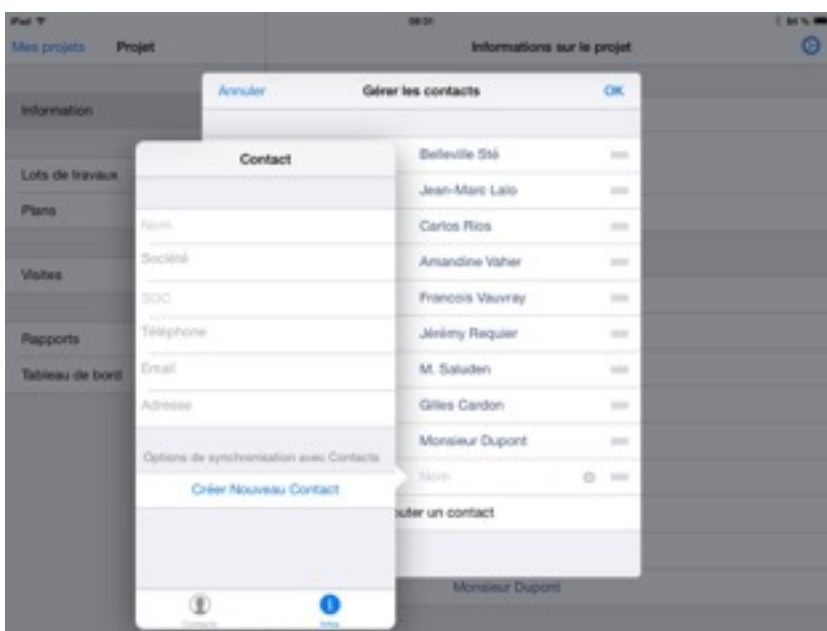 iPad
08:31
84 %
Mes projets
Projet
Informations sur le projet
Information
Annuler
Gérer les contacts
OK
Contact
Belleville Sté
Lots de travaux
Jean-Marc Lalo
Plans
Nom
Carlos Rios
Société
Amandine Vaher
Visites
SOC
Francois Vauvray
Téléphone
Jérémy Requier
Rapports
Email
M. Saluden
Tableau de bord
Adresse
Gilles Cardon
Monsieur Dupont
Options de synchronisation avec Contacts
Nom
Créer Nouveau Contact
outer un contact
Monsieur Dupont
Contacts
Infos